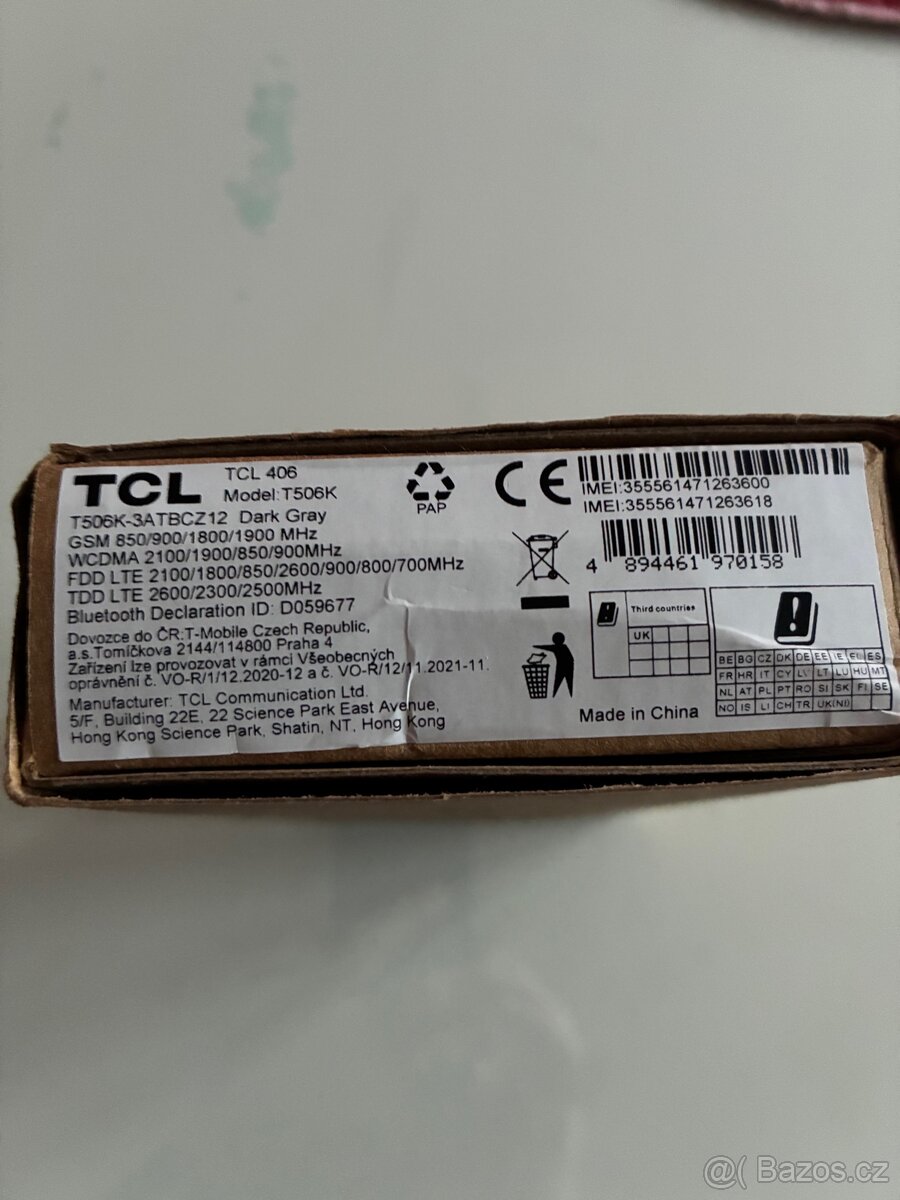 TCL
TCL 406
Model:T506K
T506K-3ATBCZ12 Dark Gray
GSM 850/900/1800/1900 MHz
WCDMA 2100/1900/850/900MHz
FDD LTE 2100/1800/850/2600/900/800/700MHz
TDD LTE 2600/2300/2500MHz
Bluetooth Declaration ID: D059677
Dovozce do ČR:T-Mobile Czech Republic,
a.s.Tomíčkova 2144/114800 Praha 4
Zařízení lze provozovat v rámci Všeobecných
oprávnění č. VO-R/1/12.2020-12 a č. VO-R/12/11.2021-11.
Manufacturer: TCL Communication Ltd.
5/F, Building 22E, 22 Science Park East Avenue,
Hong Kong Science Park, Shatin, NT, Hong Kong
PAP
CE
IMEI:355561471263600
IMEI:355561471263618
4 894461 970158
Third countries
UK
BE BG CZ DK DE EE IE EL ES
FR HR IT CY LV LT LU HU MT
NL AT PL PT RO SI SK FI SE
NO IS LI CH TR UK(NI)
Made in China
@( Bazos.cz